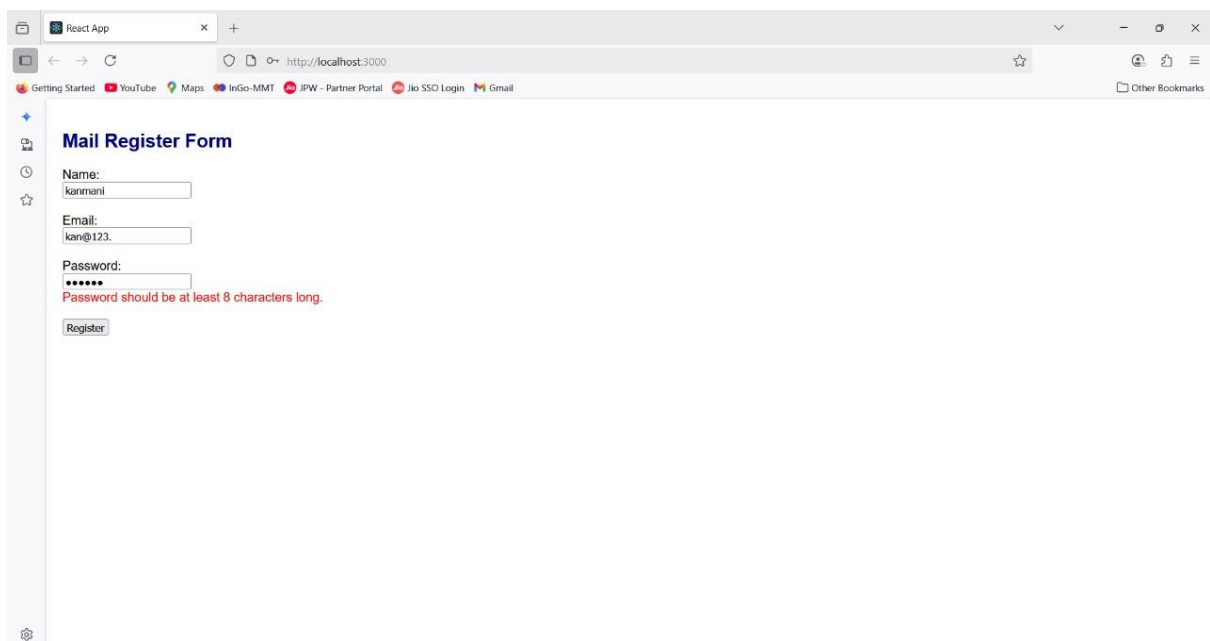 React App
http://localhost:3000
Getting Started YouTube Maps InGo-MMT JPW - Partner Portal Jio SSO Login Gmail Other Bookmarks
Mail Register Form
Name:
kanmani
Email:
kan@123.
Password:
••••••
Password should be at least 8 characters long.
Register